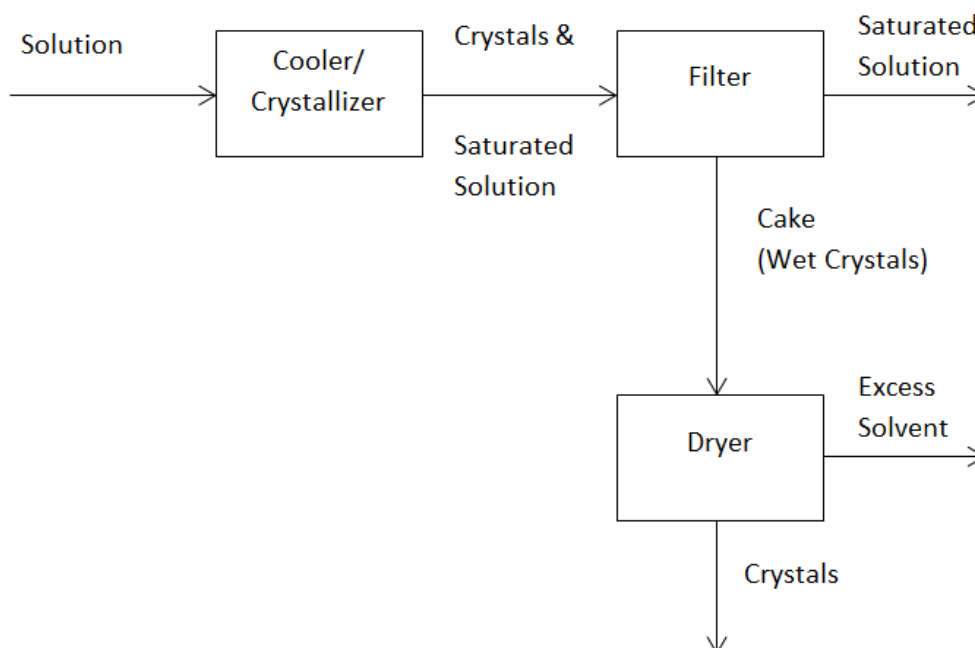 Solution
Cooler/
Crystallizer
Crystals &
Saturated
Solution
Filter
Saturated
Solution
Cake
(Wet Crystals)
Dryer
Excess
Solvent
Crystals